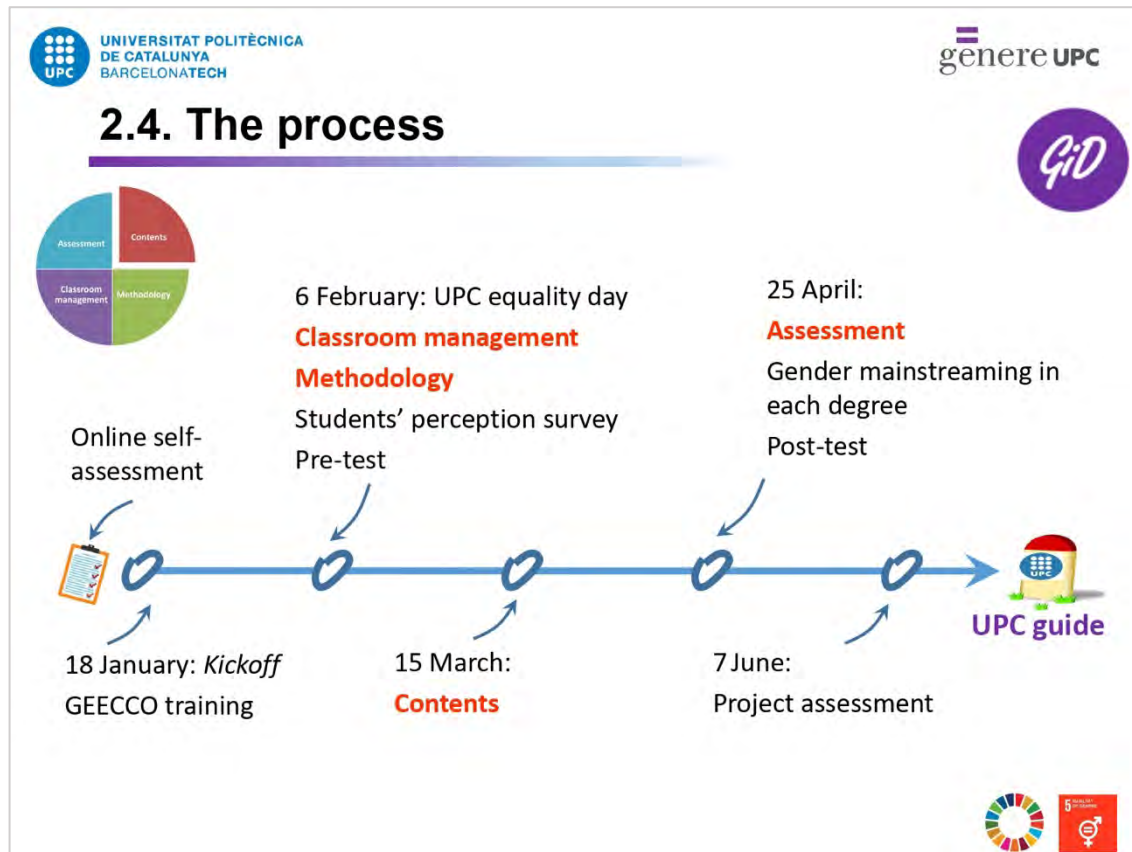 UNIVERSITAT POLITÈCNICA
DE CATALUNYA
BARCELONATECH
UPC
gènere UPC
2.4. The process
GiD
Assessment
Contents
Classroom
management
Methodology
6 February: UPC equality day
Classroom management
Methodology
Students’ perception survey
Pre-test
25 April:
Assessment
Gender mainstreaming in
each degree
Post-test
Online self-
assessment
UPC
UPC guide
18 January: Kickoff
GEECCO training
15 March:
Contents
7 June:
Project assessment
5